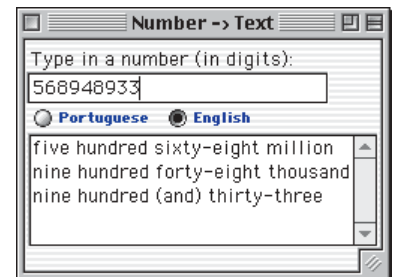 Number -> Text
Type in a number (in digits):
568948933
Portuguese English
five hundred sixty-eight million
nine hundred forty-eight thousand
nine hundred (and) thirty-three